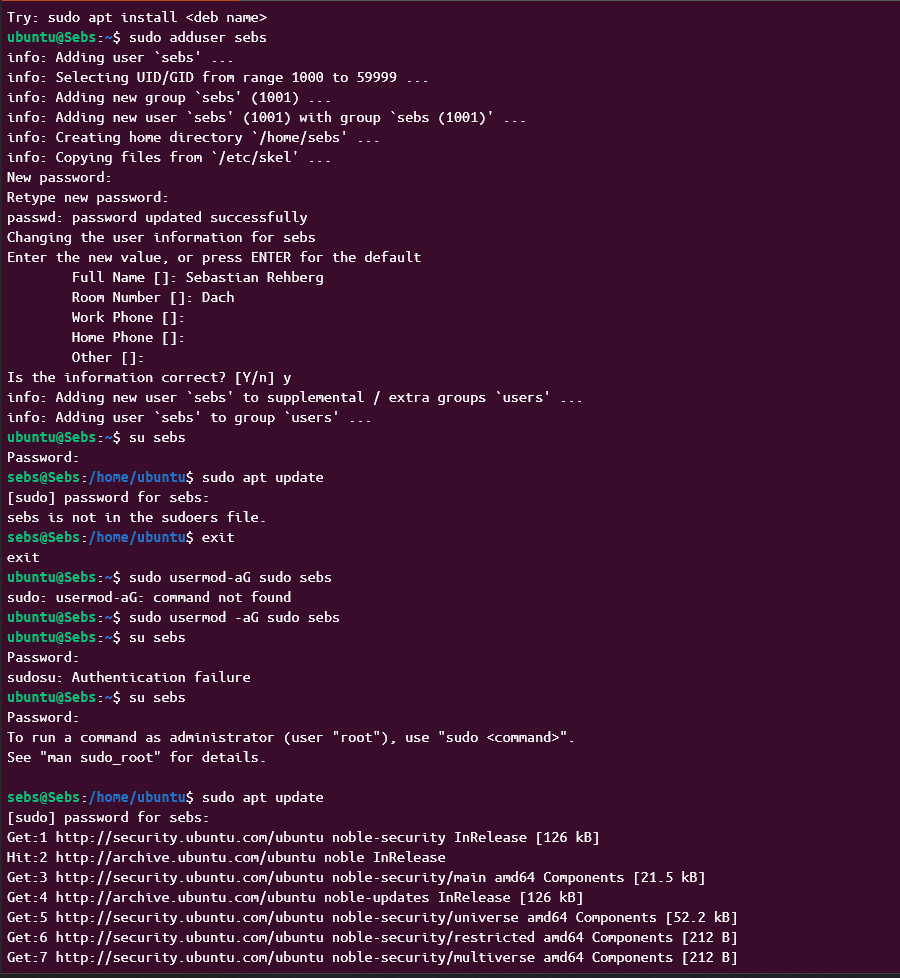 Try: sudo apt install <deb name>
ubuntu@Sebs:~$ sudo adduser sebs
info: Adding user `sebs' ...
info: Selecting UID/GID from range 1000 to 59999 ...
info: Adding new group `sebs' (1001) ...
info: Adding new user `sebs' (1001) with group `sebs (1001)' ...
info: Creating home directory `/home/sebs' ...
info: Copying files from `/etc/skel' ...
New password:
Retype new password:
passwd: password updated successfully
Changing the user information for sebs
Enter the new value, or press ENTER for the default
        Full Name []: Sebastian Rehberg
        Room Number []: Dach
        Work Phone []:
        Home Phone []:
        Other []:
Is the information correct? [Y/n] y
info: Adding new user `sebs' to supplemental / extra groups `users' ...
info: Adding user `sebs' to group `users' ...
ubuntu@Sebs:~$ su sebs
Password:
sebs@Sebs:/home/ubuntu$ sudo apt update
[sudo] password for sebs:
sebs is not in the sudoers file.
sebs@Sebs:/home/ubuntu$ exit
exit
ubuntu@Sebs:~$ sudo usermod-aG sudo sebs
sudo: usermod-aG: command not found
ubuntu@Sebs:~$ sudo usermod -aG sudo sebs
ubuntu@Sebs:~$ su sebs
Password:
sudosu: Authentication failure
ubuntu@Sebs:~$ su sebs
Password:
To run a command as administrator (user "root"), use "sudo <command>".
See "man sudo_root" for details.

sebs@Sebs:/home/ubuntu$ sudo apt update
[sudo] password for sebs:
Get:1 http://security.ubuntu.com/ubuntu noble-security InRelease [126 kB]
Hit:2 http://archive.ubuntu.com/ubuntu noble InRelease
Get:3 http://security.ubuntu.com/ubuntu noble-security/main amd64 Components [21.5 kB]
Get:4 http://archive.ubuntu.com/ubuntu noble-updates InRelease [126 kB]
Get:5 http://security.ubuntu.com/ubuntu noble-security/universe amd64 Components [52.2 kB]
Get:6 http://security.ubuntu.com/ubuntu noble-security/restricted amd64 Components [212 B]
Get:7 http://security.ubuntu.com/ubuntu noble-security/multiverse amd64 Components [212 B]